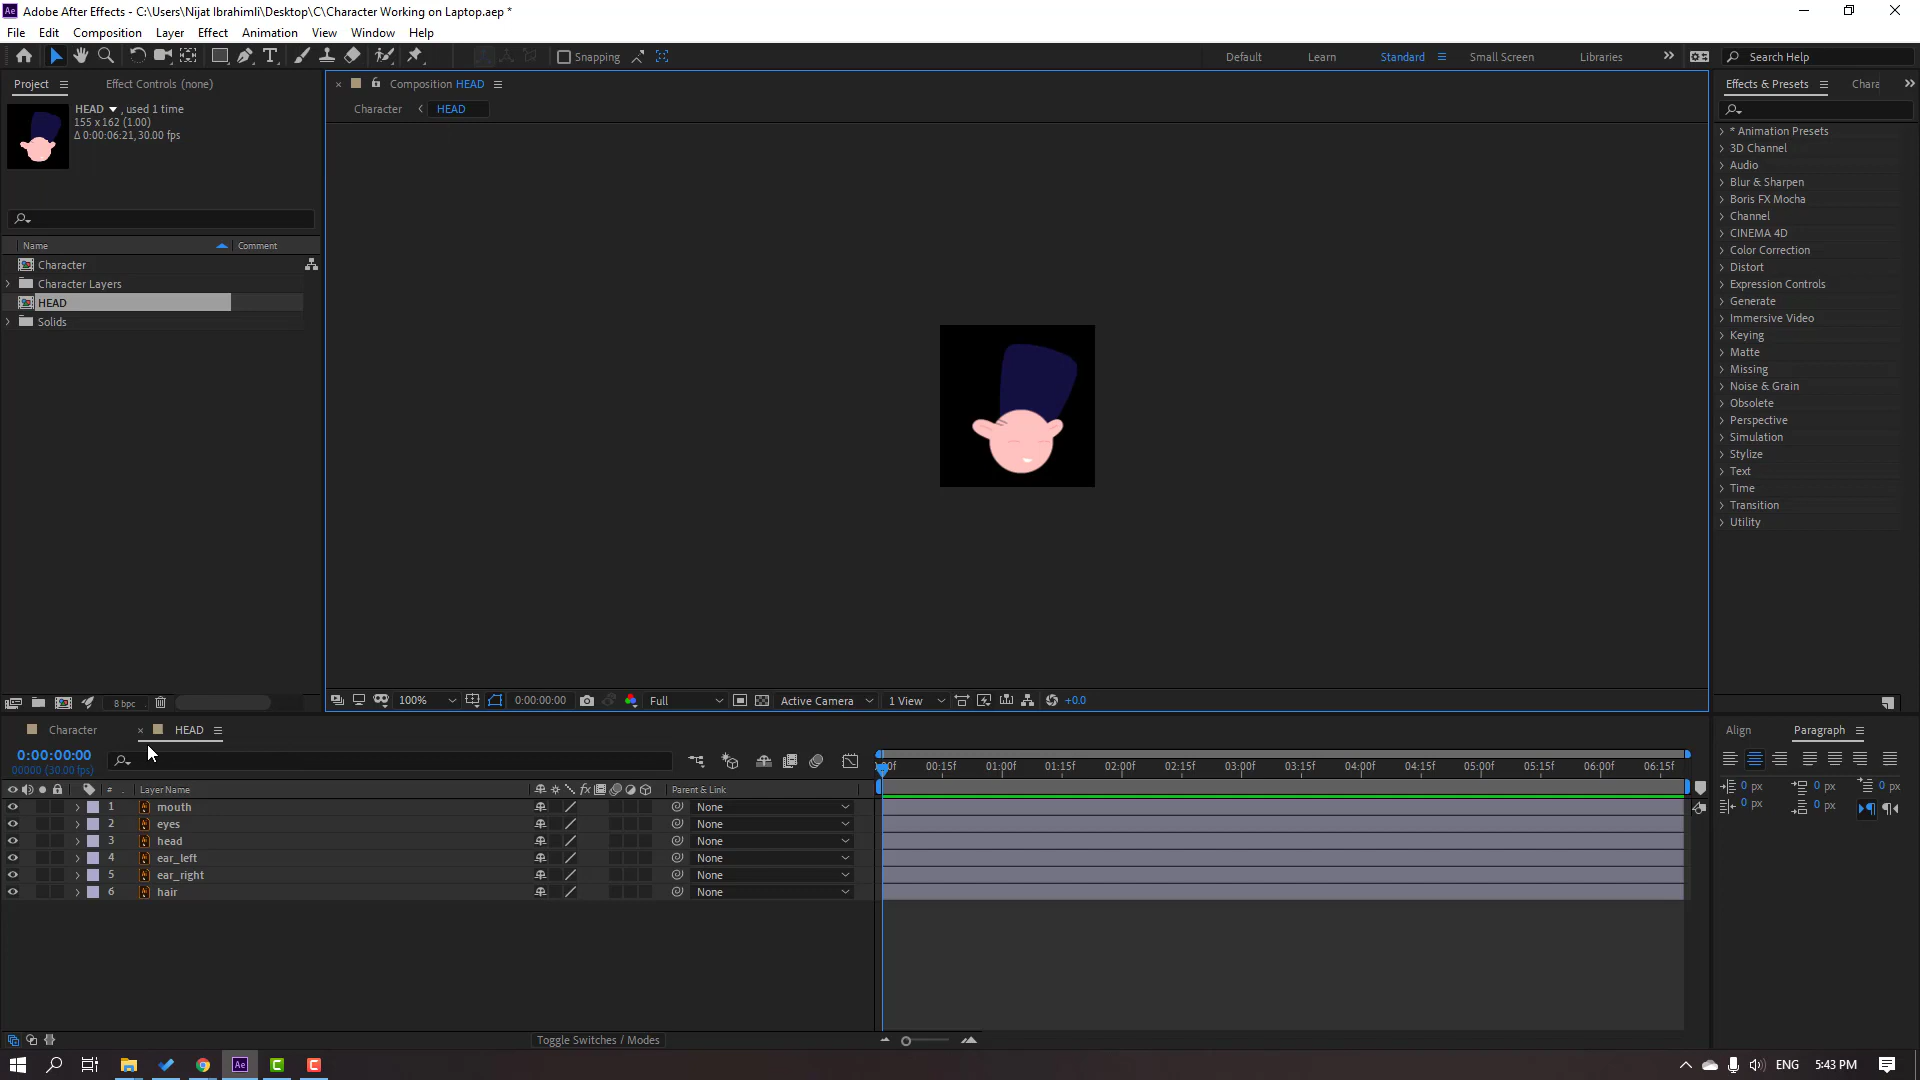 Adobe After Effects - C:\Users\Nijat Ibrahimli\Desktop\C\Character Working on Laptop.aep *
File Edit Composition Layer Effect Animation View Window Help
Snapping
Default Learn Standard Small Screen Libraries Search Help
Project Effect Controls (none)
HEAD , used 1 time
155 x 162 (1.00)
Δ 0:00:06:21, 30.00 fps
Name Comment
Character
Character Layers
HEAD
Solids
8 bpc
Composition HEAD
Character HEAD
100% 0:00:00:00 Full Active Camera 1 View +0.0
Effects & Presets Chara
* Animation Presets
3D Channel
Audio
Blur & Sharpen
Boris FX Mocha
Channel
CINEMA 4D
Color Correction
Distort
Expression Controls
Generate
Immersive Video
Keying
Matte
Missing
Noise & Grain
Obsolete
Perspective
Simulation
Stylize
Text
Time
Transition
Utility
Character HEAD
0:00:00:00
00000 (30.00 fps)
00:15f 01:00f 01:15f 02:00f 02:15f 03:00f 03:15f 04:00f 04:15f 05:00f 05:15f 06:00f 06:15f
# Layer Name fx Parent & Link
1 mouth None
2 eyes None
3 head None
4 ear_left None
5 ear_right None
6 hair None
Toggle Switches / Modes
Align Paragraph
0 px 0 px 0 px
0 px 0 px
ENG 5:43 PM